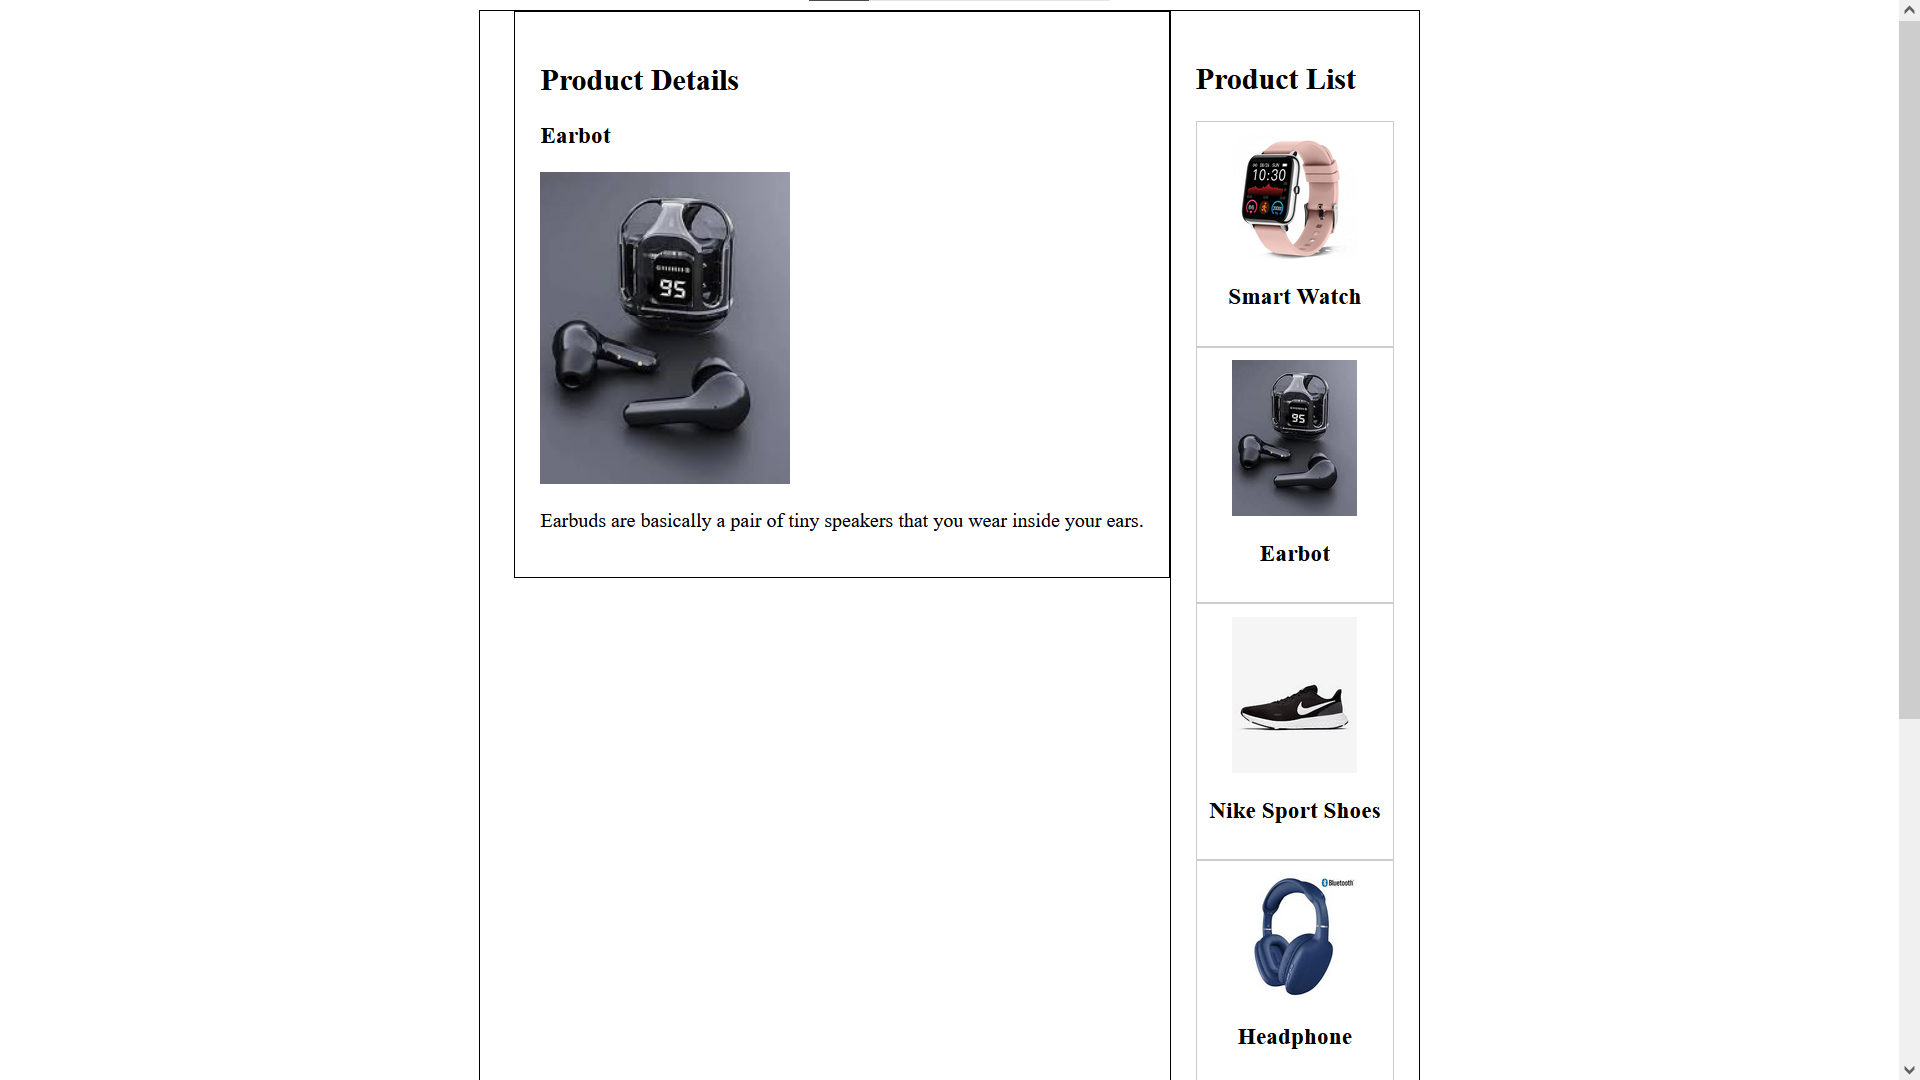 Product Details
Earbot
95
Earbuds are basically a pair of tiny speakers that you wear inside your ears.
Product List
10:30
Smart Watch
95
Earbot
Nike Sport Shoes
Bluetooth
Headphone